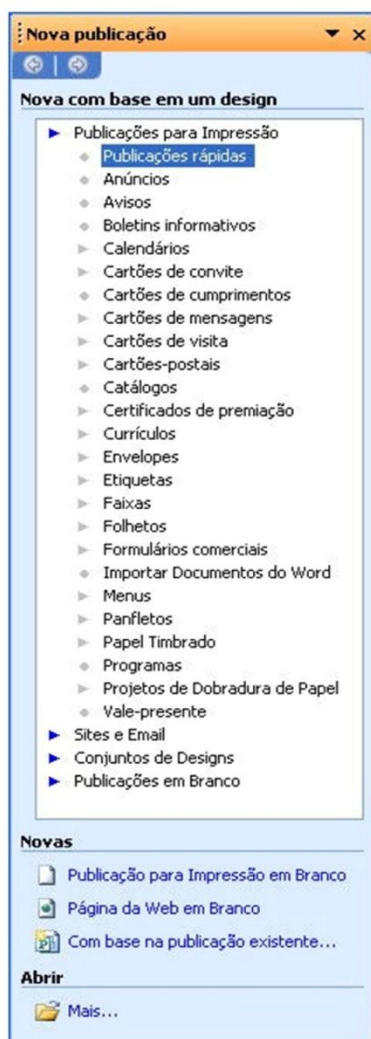 Nova publicação
Nova com base em um design
Publicações para Impressão
Publicações rápidas
Anúncios
Avisos
Boletins informativos
Calendários
Cartões de convite
Cartões de cumprimentos
Cartões de mensagens
Cartões de visita
Cartões-postais
Catálogos
Certificados de premiação
Currículos
Envelopes
Etiquetas
Faixas
Folhetos
Formulários comerciais
Importar Documentos do Word
Menus
Panfletos
Papel Timbrado
Programas
Projetos de Dobradura de Papel
Vale-presente
Sites e Email
Conjuntos de Designs
Publicações em Branco
Novas
Publicação para Impressão em Branco
Página da Web em Branco
Com base na publicação existente...
Abrir
Mais...